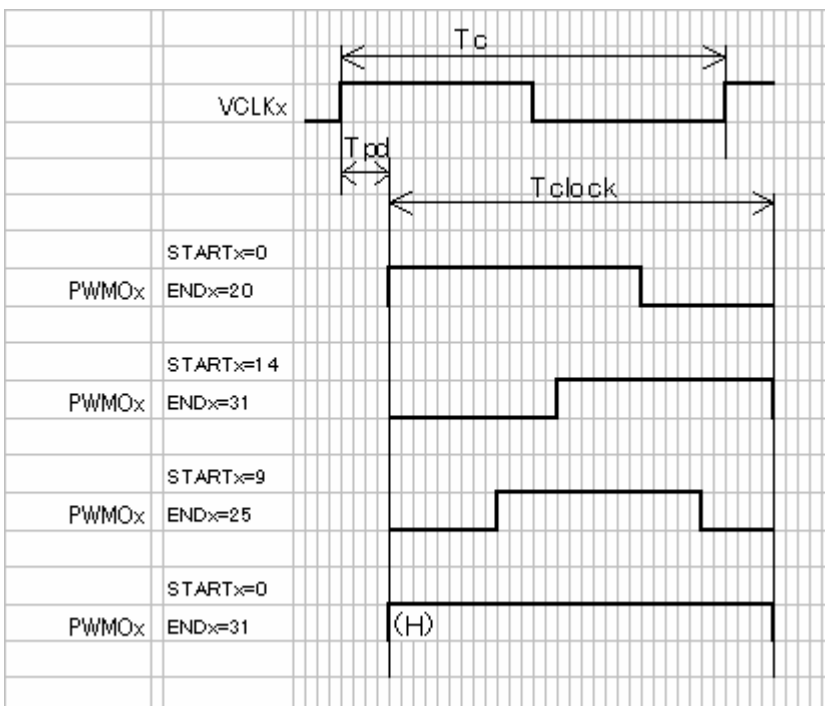 Tc
VCLKx
Tpd
Tclock
STARTx=0
PWMOx ENDx=20
STARTx=14
PWMOx ENDx=31
STARTx=9
PWMOx ENDx=25
STARTx=0
PWMOx ENDx=31 (H)